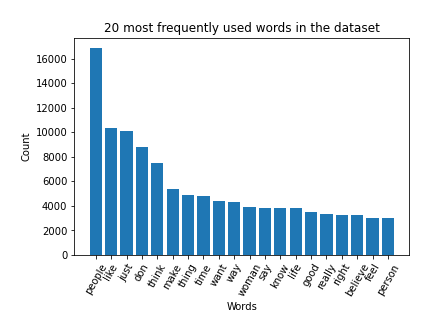 20 most frequently used words in the dataset
16000
14000
12000
10000
8000
6000
4000
2000
0
Count
people
like
just
don
think
make
thing
time
want
way
woman
say
know
life
good
really
right
believe
feel
person
Words